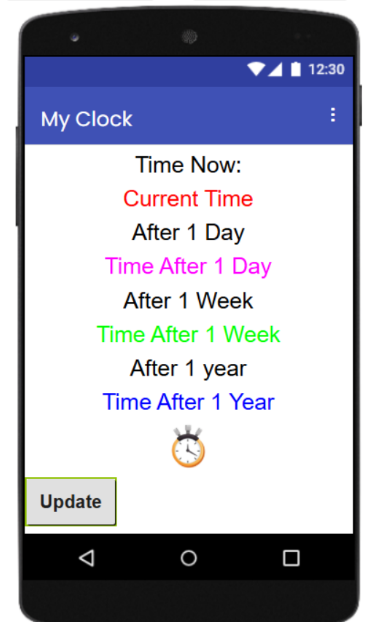 12:30
My Clock
Time Now:
Current Time
After 1 Day
Time After 1 Day
After 1 Week
Time After 1 Week
After 1 year
Time After 1 Year
Update